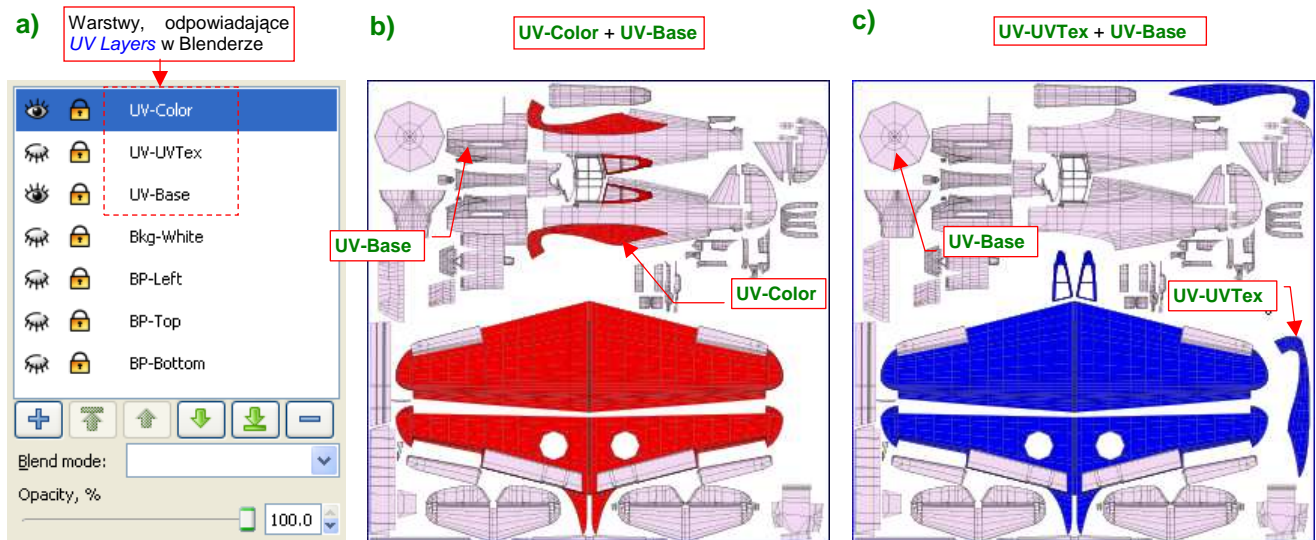 a)
Warstwy, odpowiadające
UV Layers w Blenderze
UV-Color
UV-UVTex
UV-Base
Bkg-White
BP-Left
BP-Top
BP-Bottom
Blend mode:
Opacity, %
100.0
b)
UV-Color + UV-Base
UV-Base
UV-Color
c)
UV-UVTex + UV-Base
UV-Base
UV-UVTex